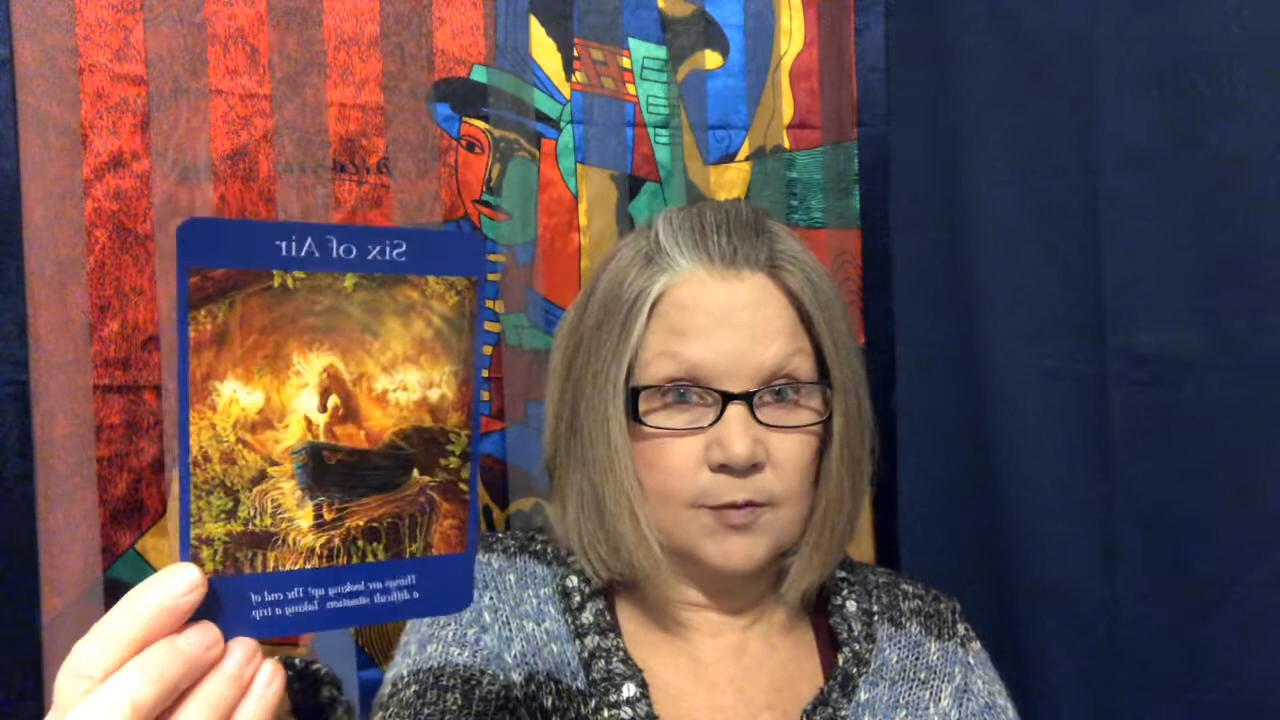 Six of Air
Things are looking up! The end of
a difficult situation. Taking a trip.